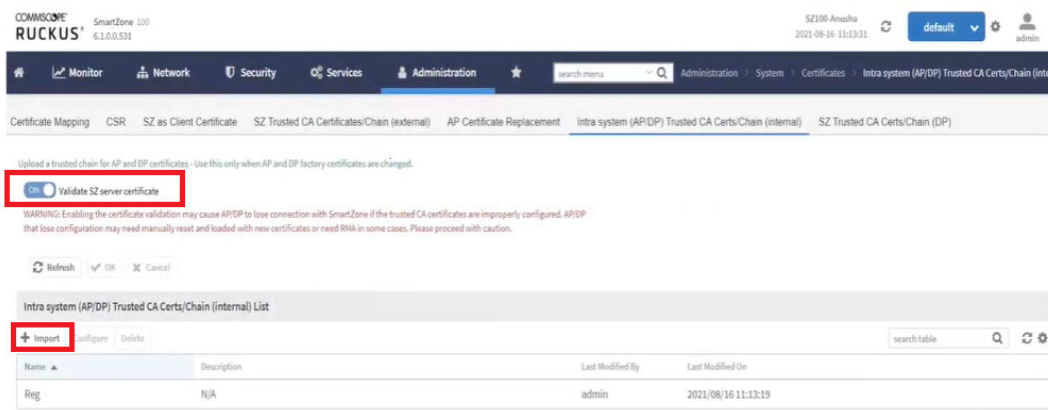 COMMSCOPE SmartZone 100
RUCKUS® 6.1.0.0.531
SZ100-Anusha
2021-08-16 11:13:31
default
admin
Monitor Network Security Services Administration search menu Administration > System > Certificates > Intra system (AP/DP) Trusted CA Certs/Chain (inte
Certificate Mapping CSR SZ as Client Certificate SZ Trusted CA Certificates/Chain (external) AP Certificate Replacement Intra system (AP/DP) Trusted CA Certs/Chain (internal) SZ Trusted CA Certs/Chain (DP)
Upload a trusted chain for AP and DP certificates - Use this only when AP and DP factory certificates are changed.
ON Validate SZ server certificate
WARNING: Enabling the certificate validation may cause AP/DP to lose connection with SmartZone if the trusted CA certificates are improperly configured. AP/DP
that lose configuration may need manually reset and loaded with new certificates or need RMA in some cases. Please proceed with caution.
Refresh OK Cancel
Intra system (AP/DP) Trusted CA Certs/Chain (internal) List
Import Configure Delete search table
Name Description Last Modified By Last Modified On
Reg N/A admin 2021/08/16 11:13:19